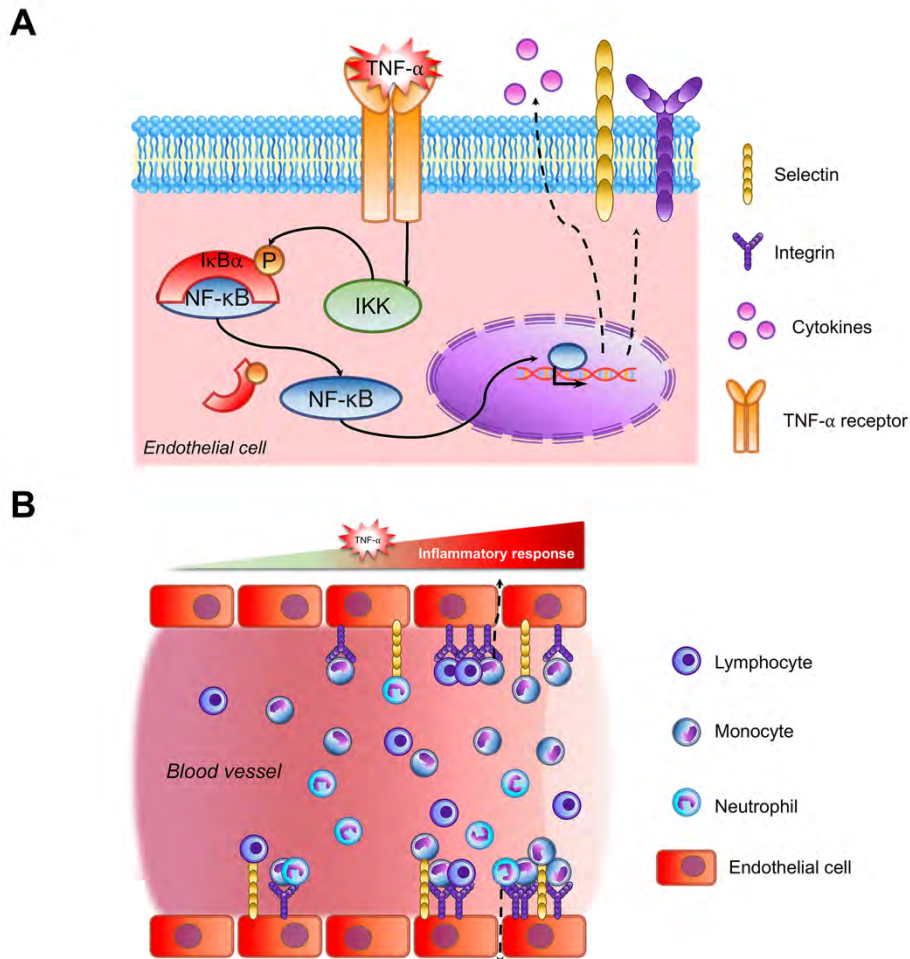 A
TNF-α
IκBα
P
NF-κB
IKK
NF-κB
Endothelial cell
Selectin
Integrin
Cytokines
TNF-α receptor
B
TNF-α
Inflammatory response
Blood vessel
Lymphocyte
Monocyte
Neutrophil
Endothelial cell